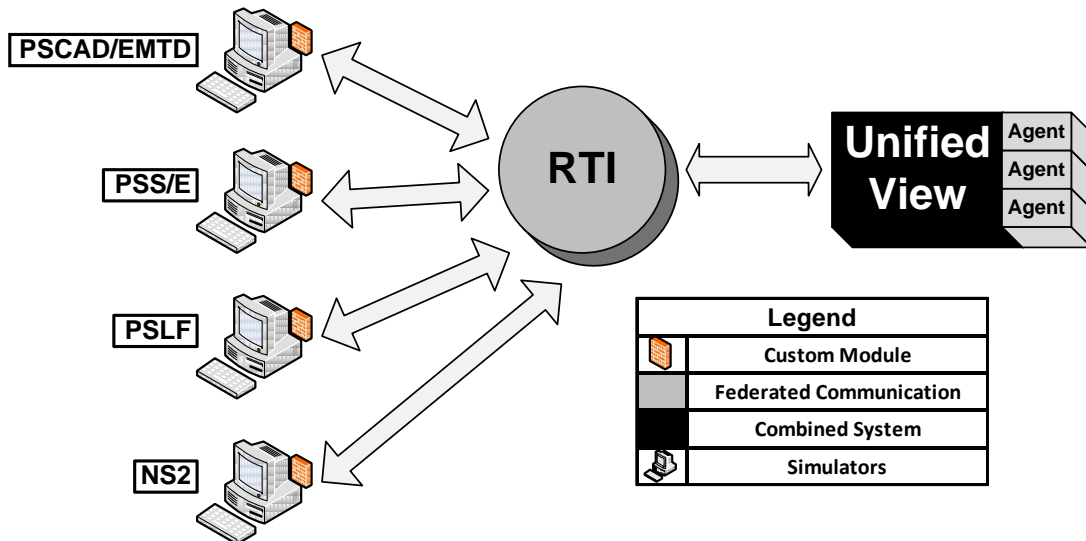 PSCAD/EMTD
PSS/E
PSLF
NS2
RTI
Unified
View
Agent
Agent
Agent
Legend
Custom Module
Federated Communication
Combined System
Simulators